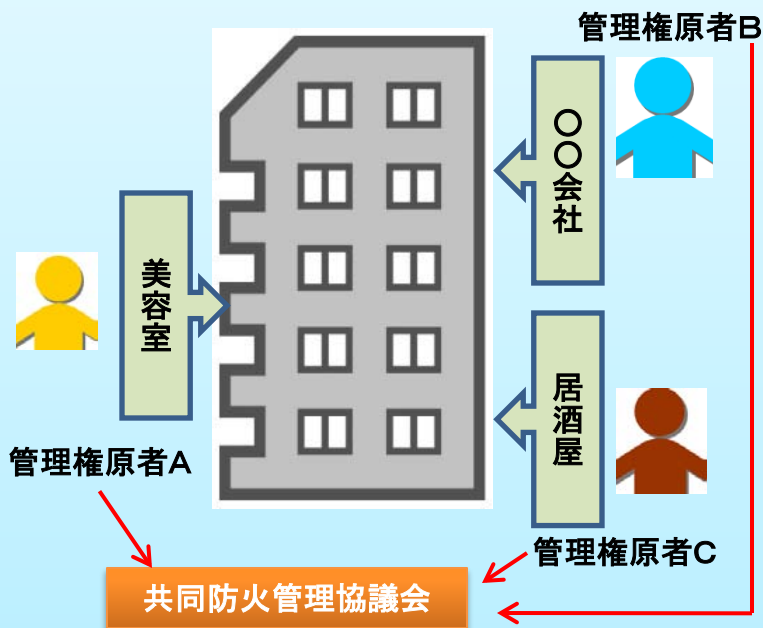 管理権原者B
〇〇会社
美容室
居酒屋
管理権原者A
管理権原者C
共同防火管理協議会